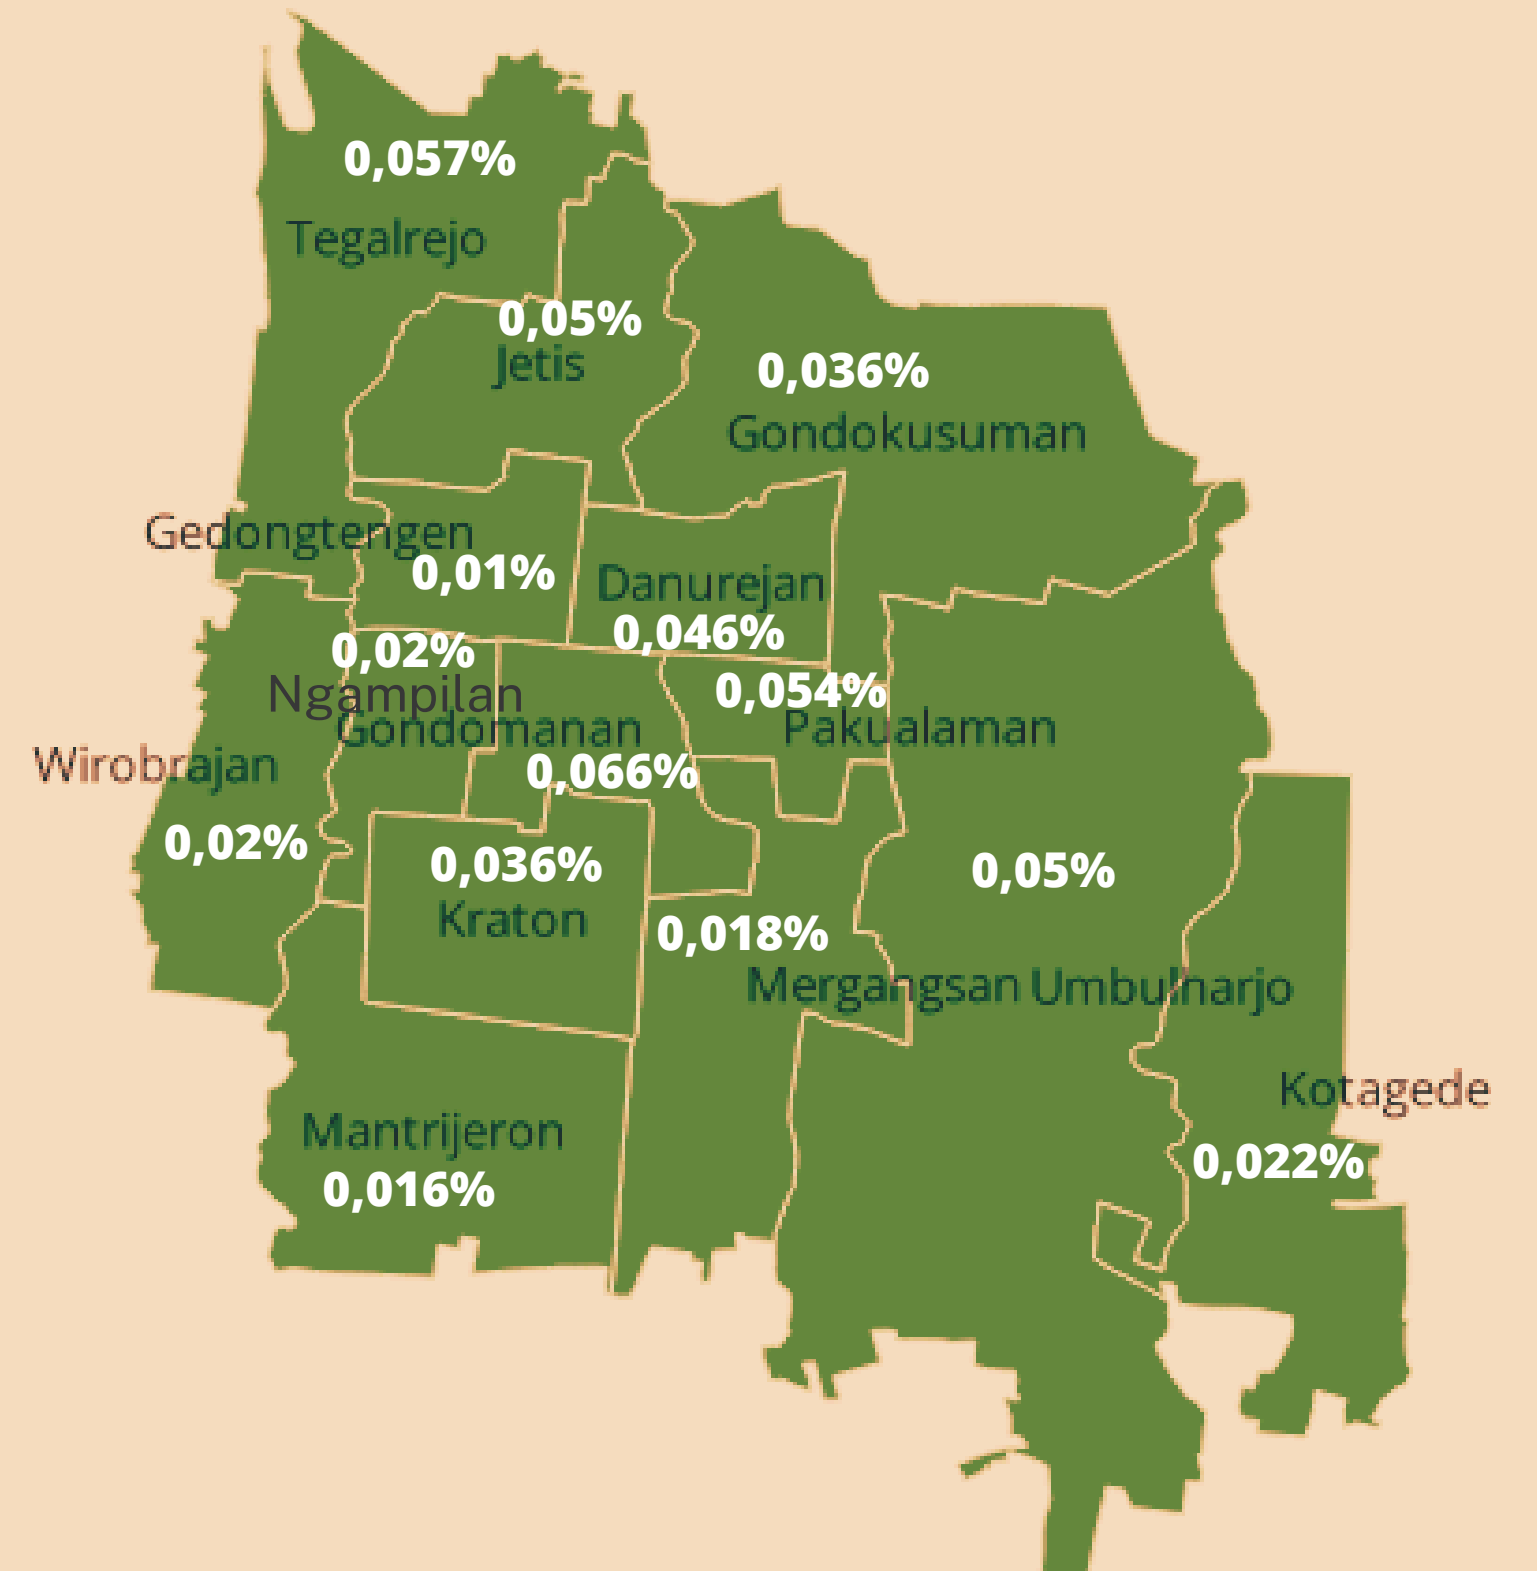 0,057%
Tegalrejo
0,05%
Jetis
0,036%
Gondokusuman
Gedongtengen
0,01%
Danurejan
0,046%
0,02%
Ngampilan
0,054%
Pakualaman
Gondomanan
0,066%
Wirobrajan
0,02%
0,036%
Kraton
0,05%
0,018%
Mergangsan
Umbulharjo
Kotagede
0,022%
Mantrijeron
0,016%